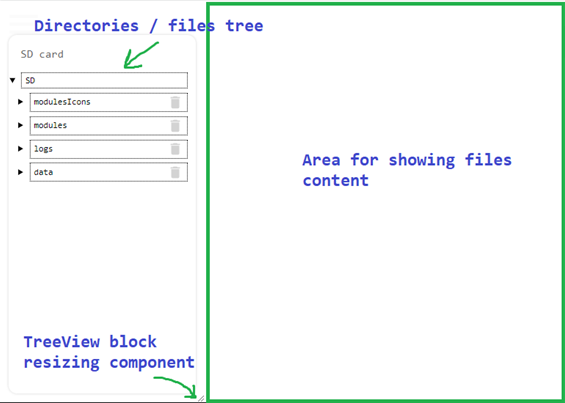 Directories / files tree
SD card
SD
modulesIcons
modules
logs
data
Area for showing files
content
TreeView block
resizing component